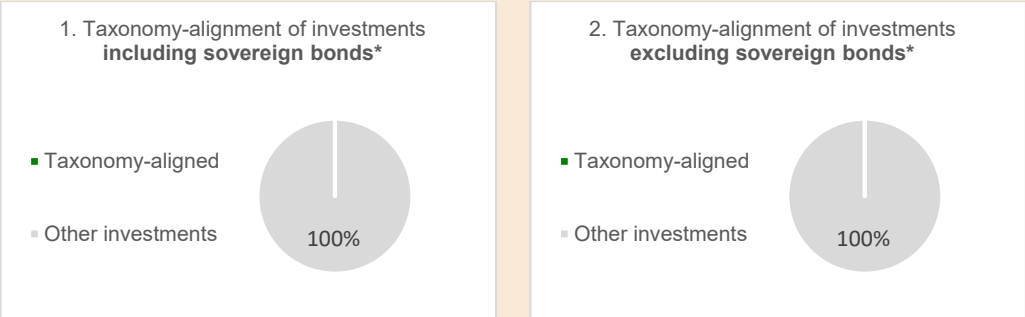 1. Taxonomy-alignment of investments
including sovereign bonds*
Taxonomy-aligned
Other investments
100%
2. Taxonomy-alignment of investments
excluding sovereign bonds*
Taxonomy-aligned
Other investments
100%